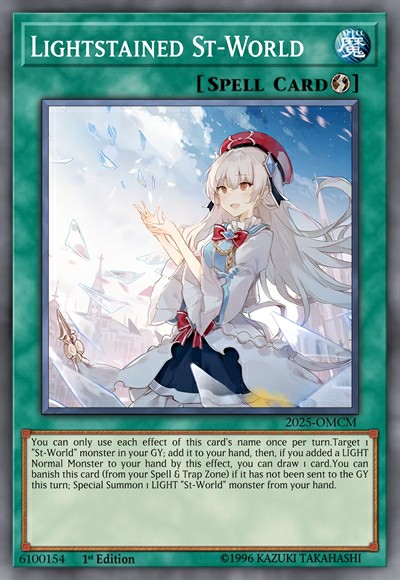 LIGHTSTAINED ST-WORLD
SPELL
魔
[SPELL CARD]
2025-OMCM
You can only use each effect of this card's name once per turn.Target 1
"St-World" monster in your GY; add it to your hand, then, if you added a LIGHT
Normal Monster to your hand by this effect, you can draw 1 card.You can
banish this card (from your Spell & Trap Zone) if it has not been sent to the GY
this turn; Special Summon 1 LIGHT "St-World" monster from your hand.
6100154 1st Edition ©1996 KAZUKI TAKAHASHI